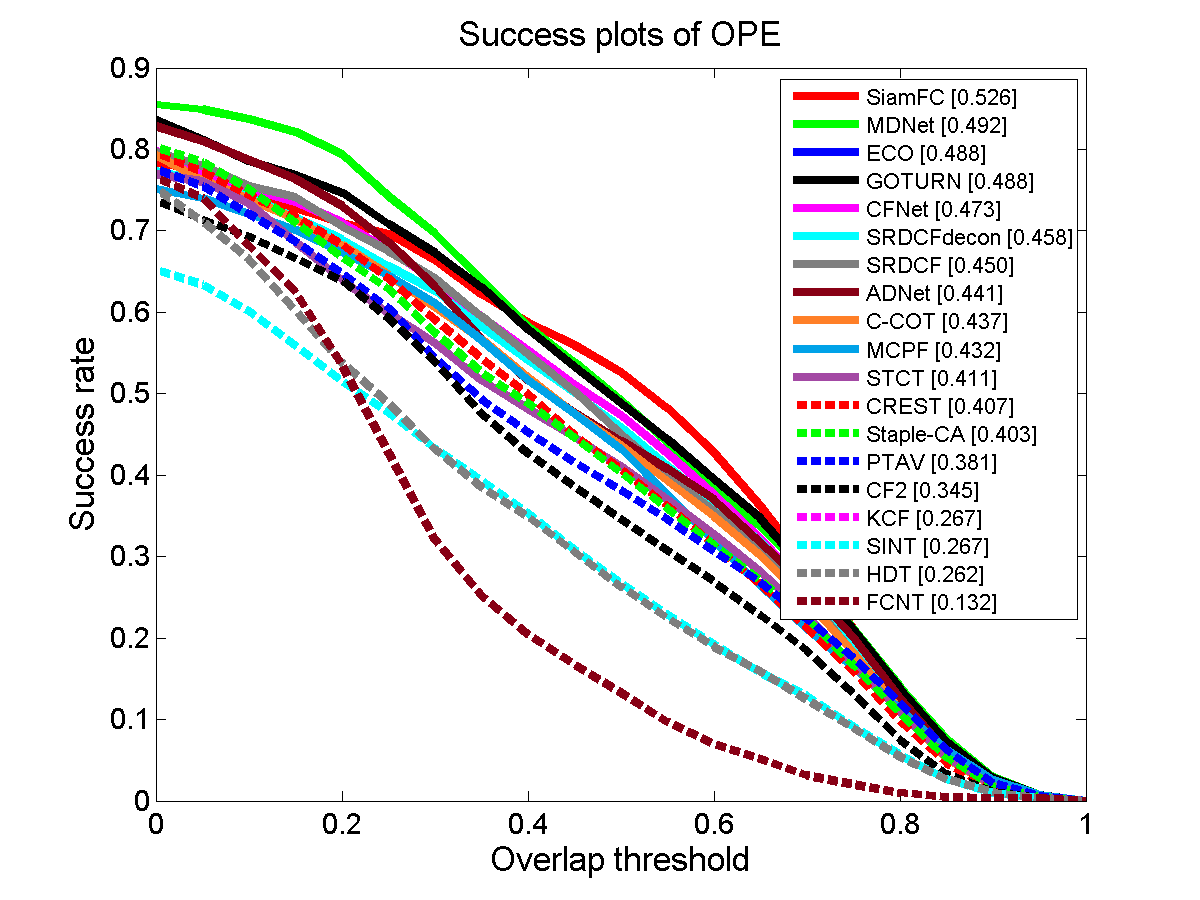 Success plots of OPE
0.9
0.8
0.7
0.6
0.5
0.4
0.3
0.2
0.1
0
Success rate
SiamFC [0.526]
MDNet [0.492]
ECO [0.488]
GOTURN [0.488]
CFNet [0.473]
SRDCFdecon [0.458]
SRDCF [0.450]
ADNet [0.441]
C-COT [0.437]
MCPF [0.432]
STCT [0.411]
CREST [0.407]
Staple-CA [0.403]
PTAV [0.381]
CF2 [0.345]
KCF [0.267]
SINT [0.267]
HDT [0.262]
FCNT [0.132]
0 0.2 0.4 0.6 0.8 1
Overlap threshold